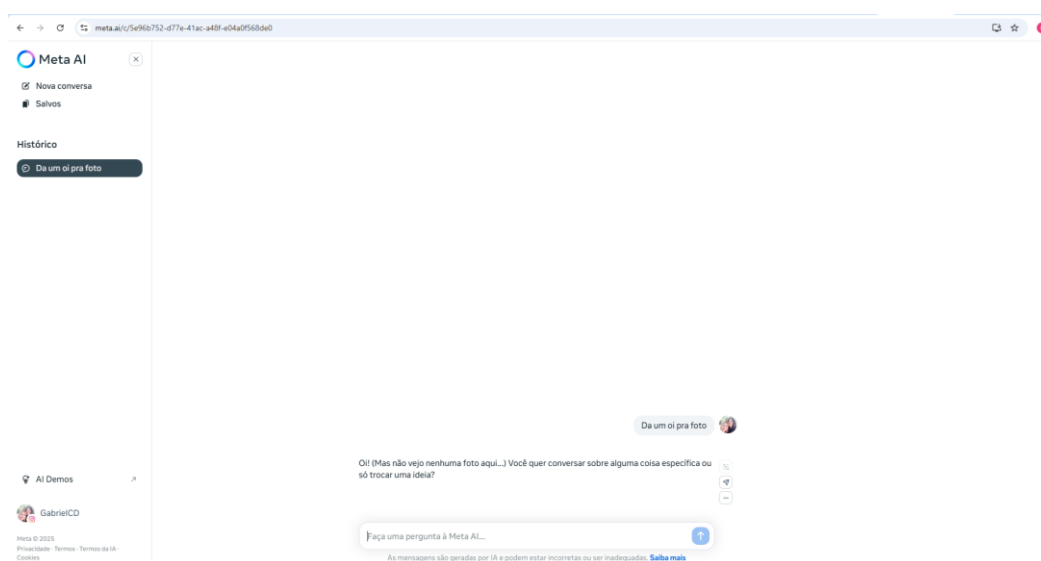 meta.ai/c/5e96b752-d77e-41ac-a48f-e04a0f568de0
Meta AI
Nova conversa
Salvos
Histórico
Da um oi pra foto
Da um oi pra foto
Oi! (Mas não vejo nenhuma foto aqui...) Você quer conversar sobre alguma coisa específica ou
só trocar uma ideia?
AI Demos
GabrielCD
Meta © 2025
Privacidade · Termos · Termos da IA ·
Cookies
Faça uma pergunta à Meta AI...
As mensagens são geradas por IA e podem estar incorretas ou ser inadequadas. Saiba mais